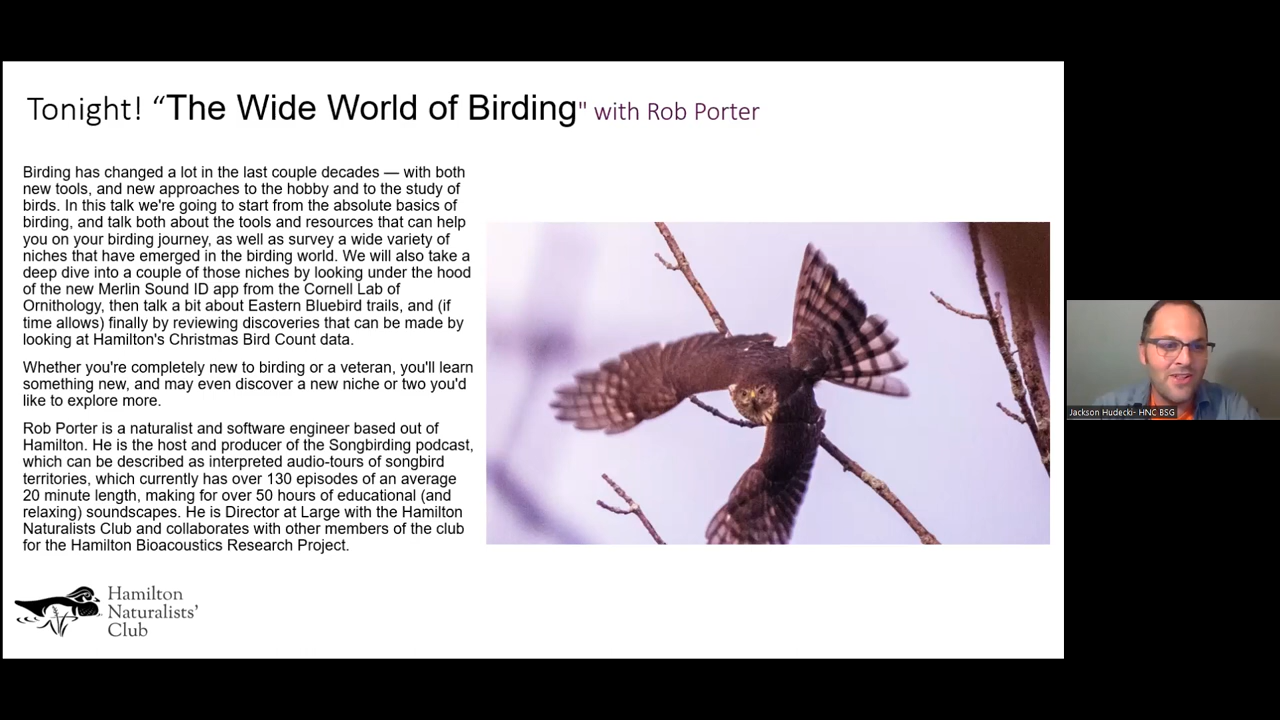 Tonight! “The Wide World of Birding" with Rob Porter
Birding has changed a lot in the last couple decades — with both
new tools, and new approaches to the hobby and to the study of
birds. In this talk we're going to start from the absolute basics of
birding, and talk both about the tools and resources that can help
you on your birding journey, as well as survey a wide variety of
niches that have emerged in the birding world. We will also take a
deep dive into a couple of those niches by looking under the hood
of the new Merlin Sound ID app from the Cornell Lab of
Ornithology, then talk a bit about Eastern Bluebird trails, and (if
time allows) finally by reviewing discoveries that can be made by
looking at Hamilton's Christmas Bird Count data.
Whether you're completely new to birding or a veteran, you'll learn
something new, and may even discover a new niche or two you'd
like to explore more.
Rob Porter is a naturalist and software engineer based out of
Hamilton. He is the host and producer of the Songbirding podcast,
which can be described as interpreted audio-tours of songbird
territories, which currently has over 130 episodes of an average
20 minute length, making for over 50 hours of educational (and
relaxing) soundscapes. He is Director at Large with the Hamilton
Naturalists Club and collaborates with other members of the club
for the Hamilton Bioacoustics Research Project.
Hamilton
Naturalists’
Club
Jackson Hudecki- HNC BSG